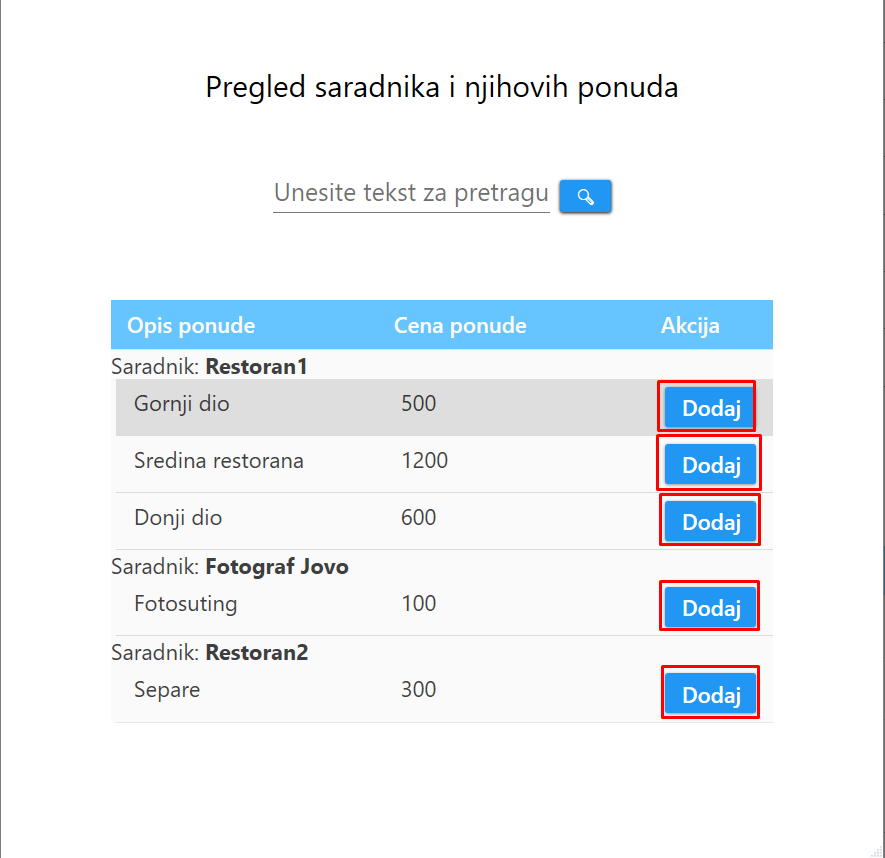 Pregled saradnika i njihovih ponuda
Unesite tekst za pretragu
Opis ponude Cena ponude Akcija
Saradnik: Restoran1
Gornji dio 500 Dodaj
Sredina restorana 1200 Dodaj
Donji dio 600 Dodaj
Saradnik: Fotograf Jovo
Fotosuting 100 Dodaj
Saradnik: Restoran2
Separe 300 Dodaj